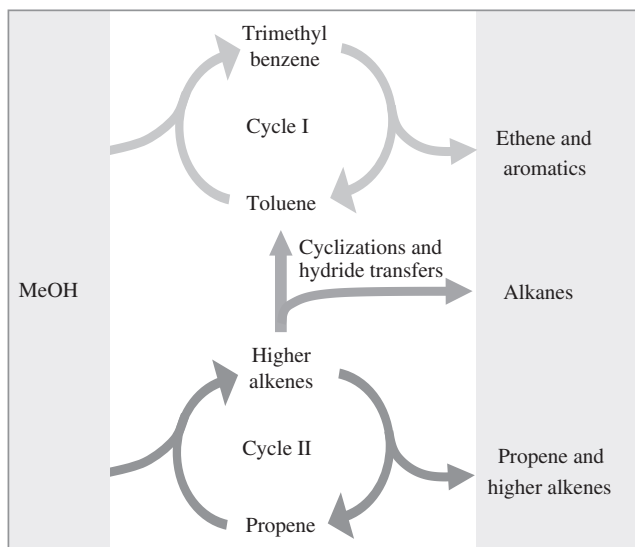 Trimethyl
benzene
Cycle I
Ethene and
aromatics
Toluene
Cyclizations and
hydride transfers
MeOH
Alkanes
Higher
alkenes
Cycle II
Propene and
higher alkenes
Propene